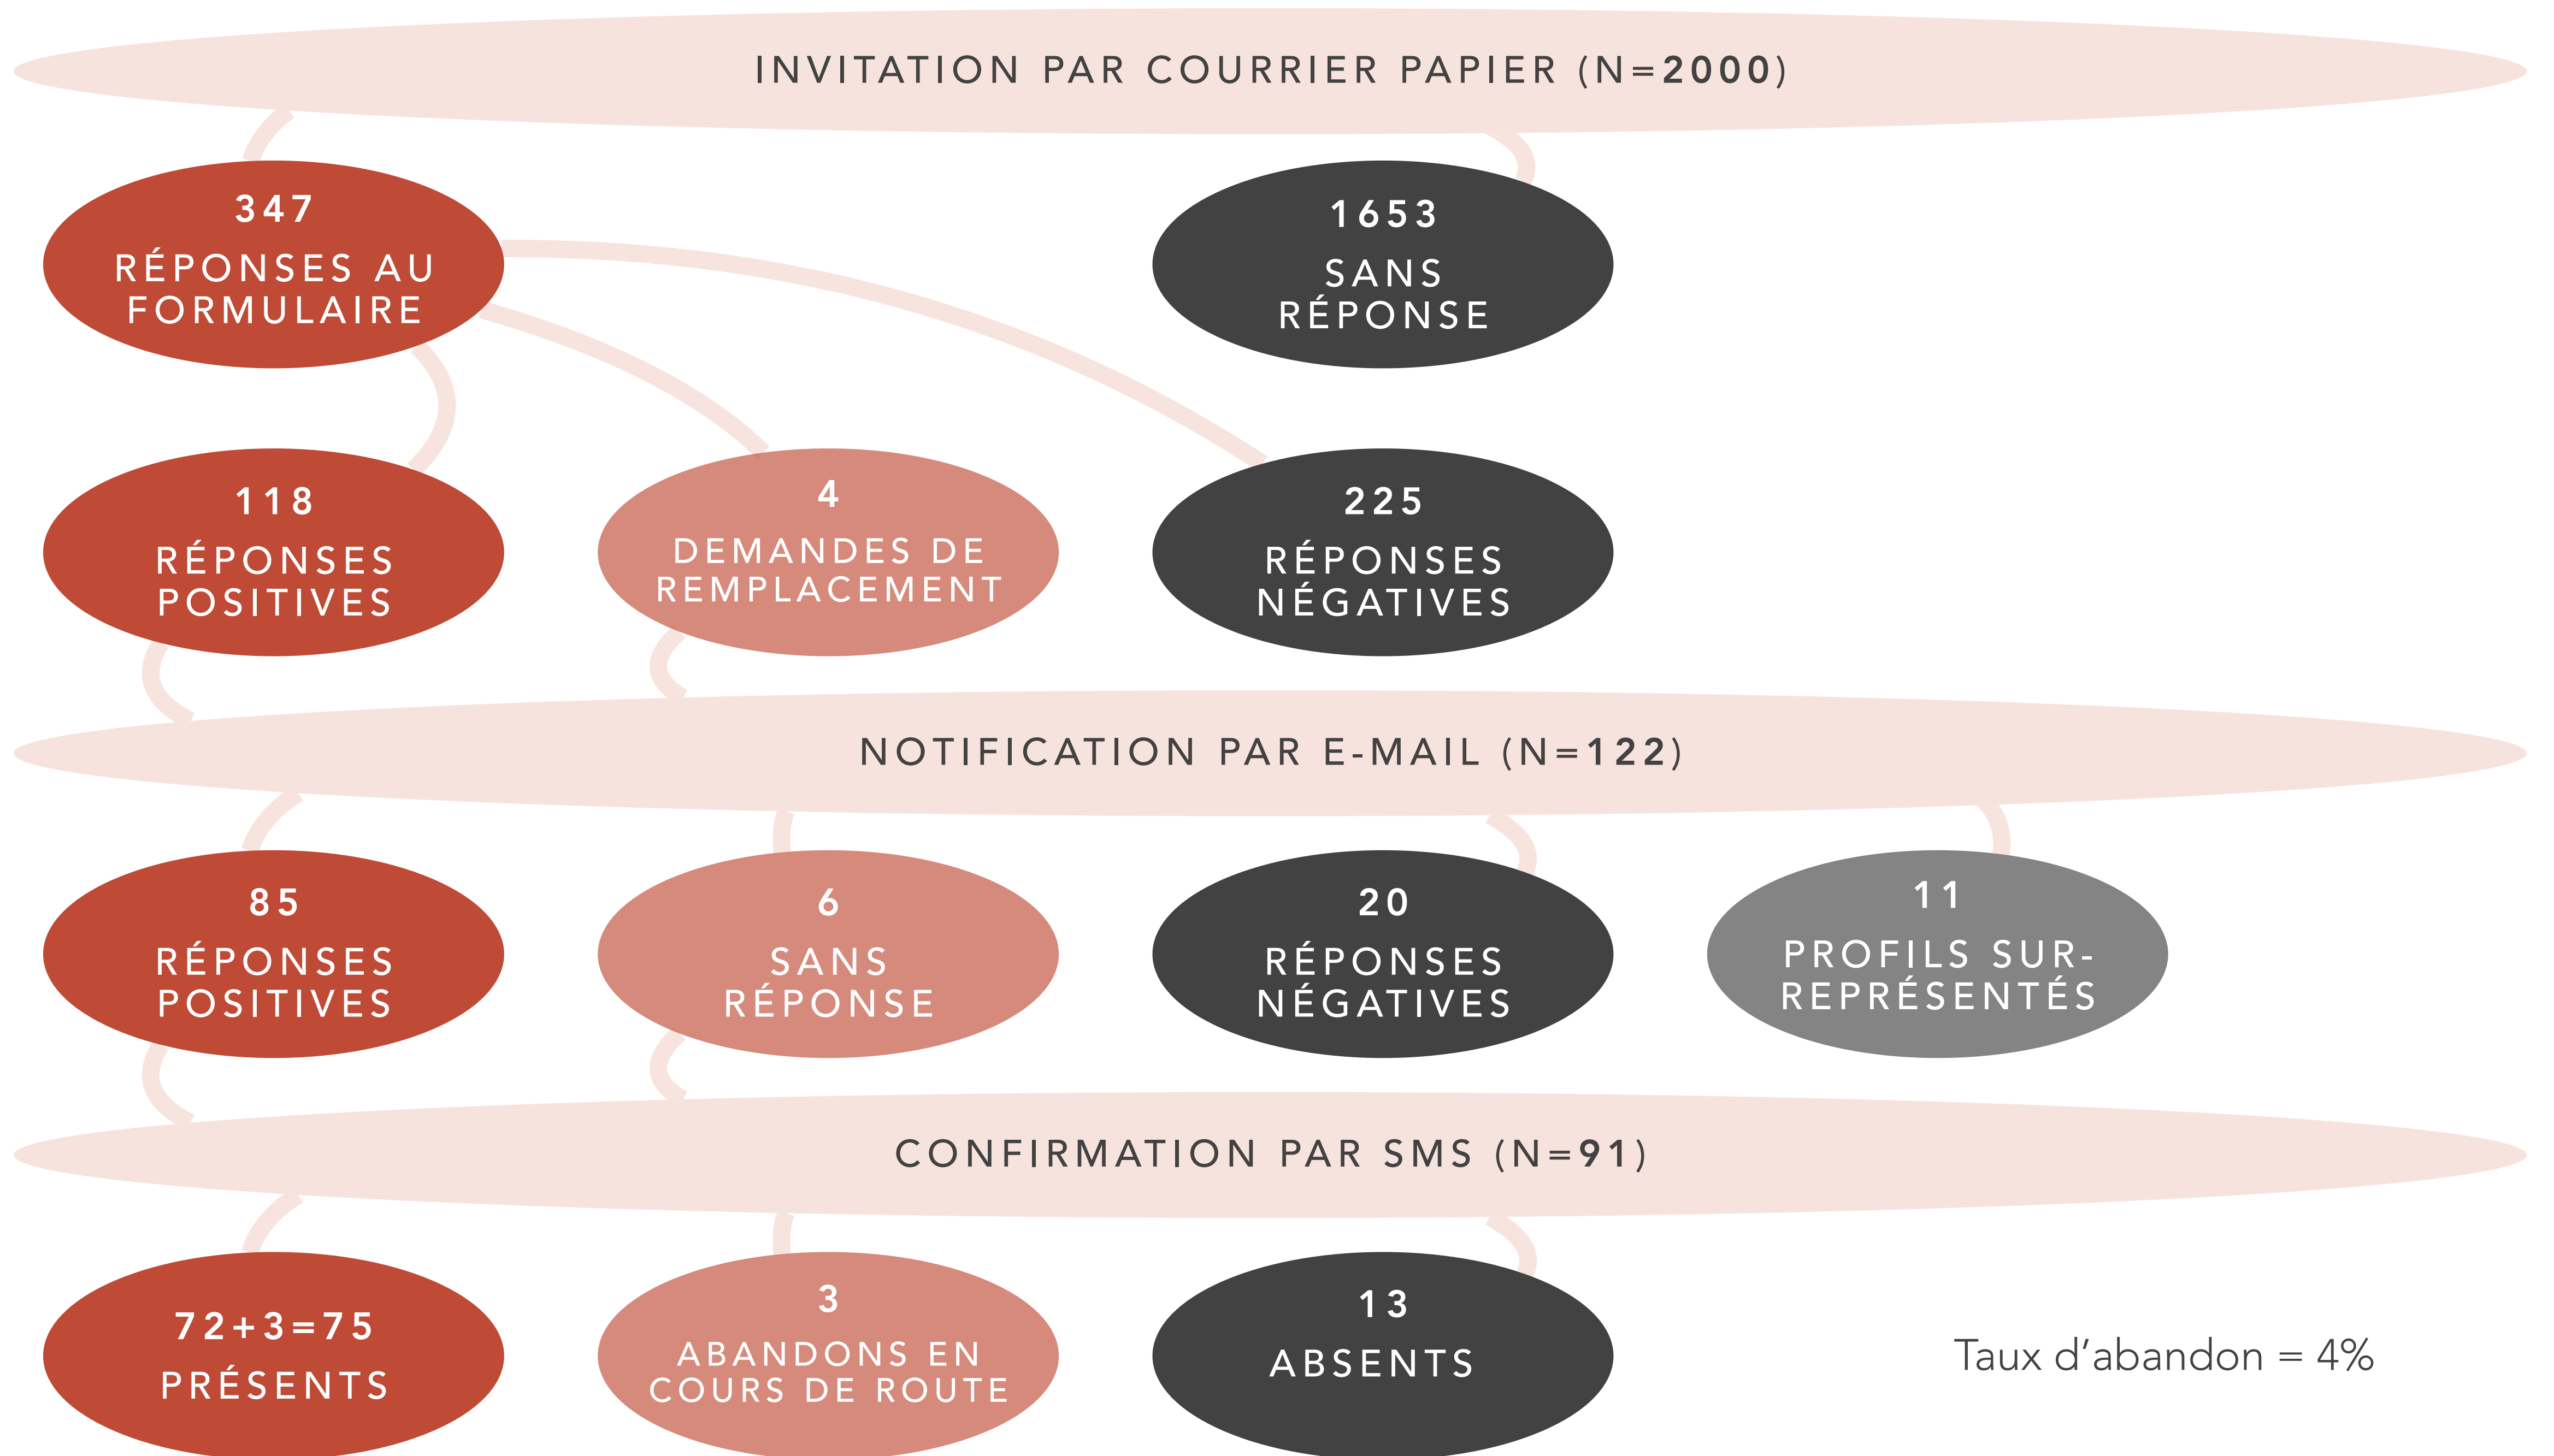 INVITATION PAR COURRIER PAPIER (N=2000)
347
RÉPONSES AU
FORMULAIRE
1653
SANS
RÉPONSE
118
RÉPONSES
POSITIVES
4
DEMANDES DE
REMPLACEMENT
225
RÉPONSES
NÉGATIVES
NOTIFICATION PAR E-MAIL (N=122)
85
RÉPONSES
POSITIVES
6
SANS
RÉPONSE
20
RÉPONSES
NÉGATIVES
11
PROFILS SUR-
REPRÉSENTÉS
CONFIRMATION PAR SMS (N=91)
72+3=75
PRÉSENTS
3
ABANDONS EN
COURS DE ROUTE
13
ABSENTS
Taux d’abandon = 4%